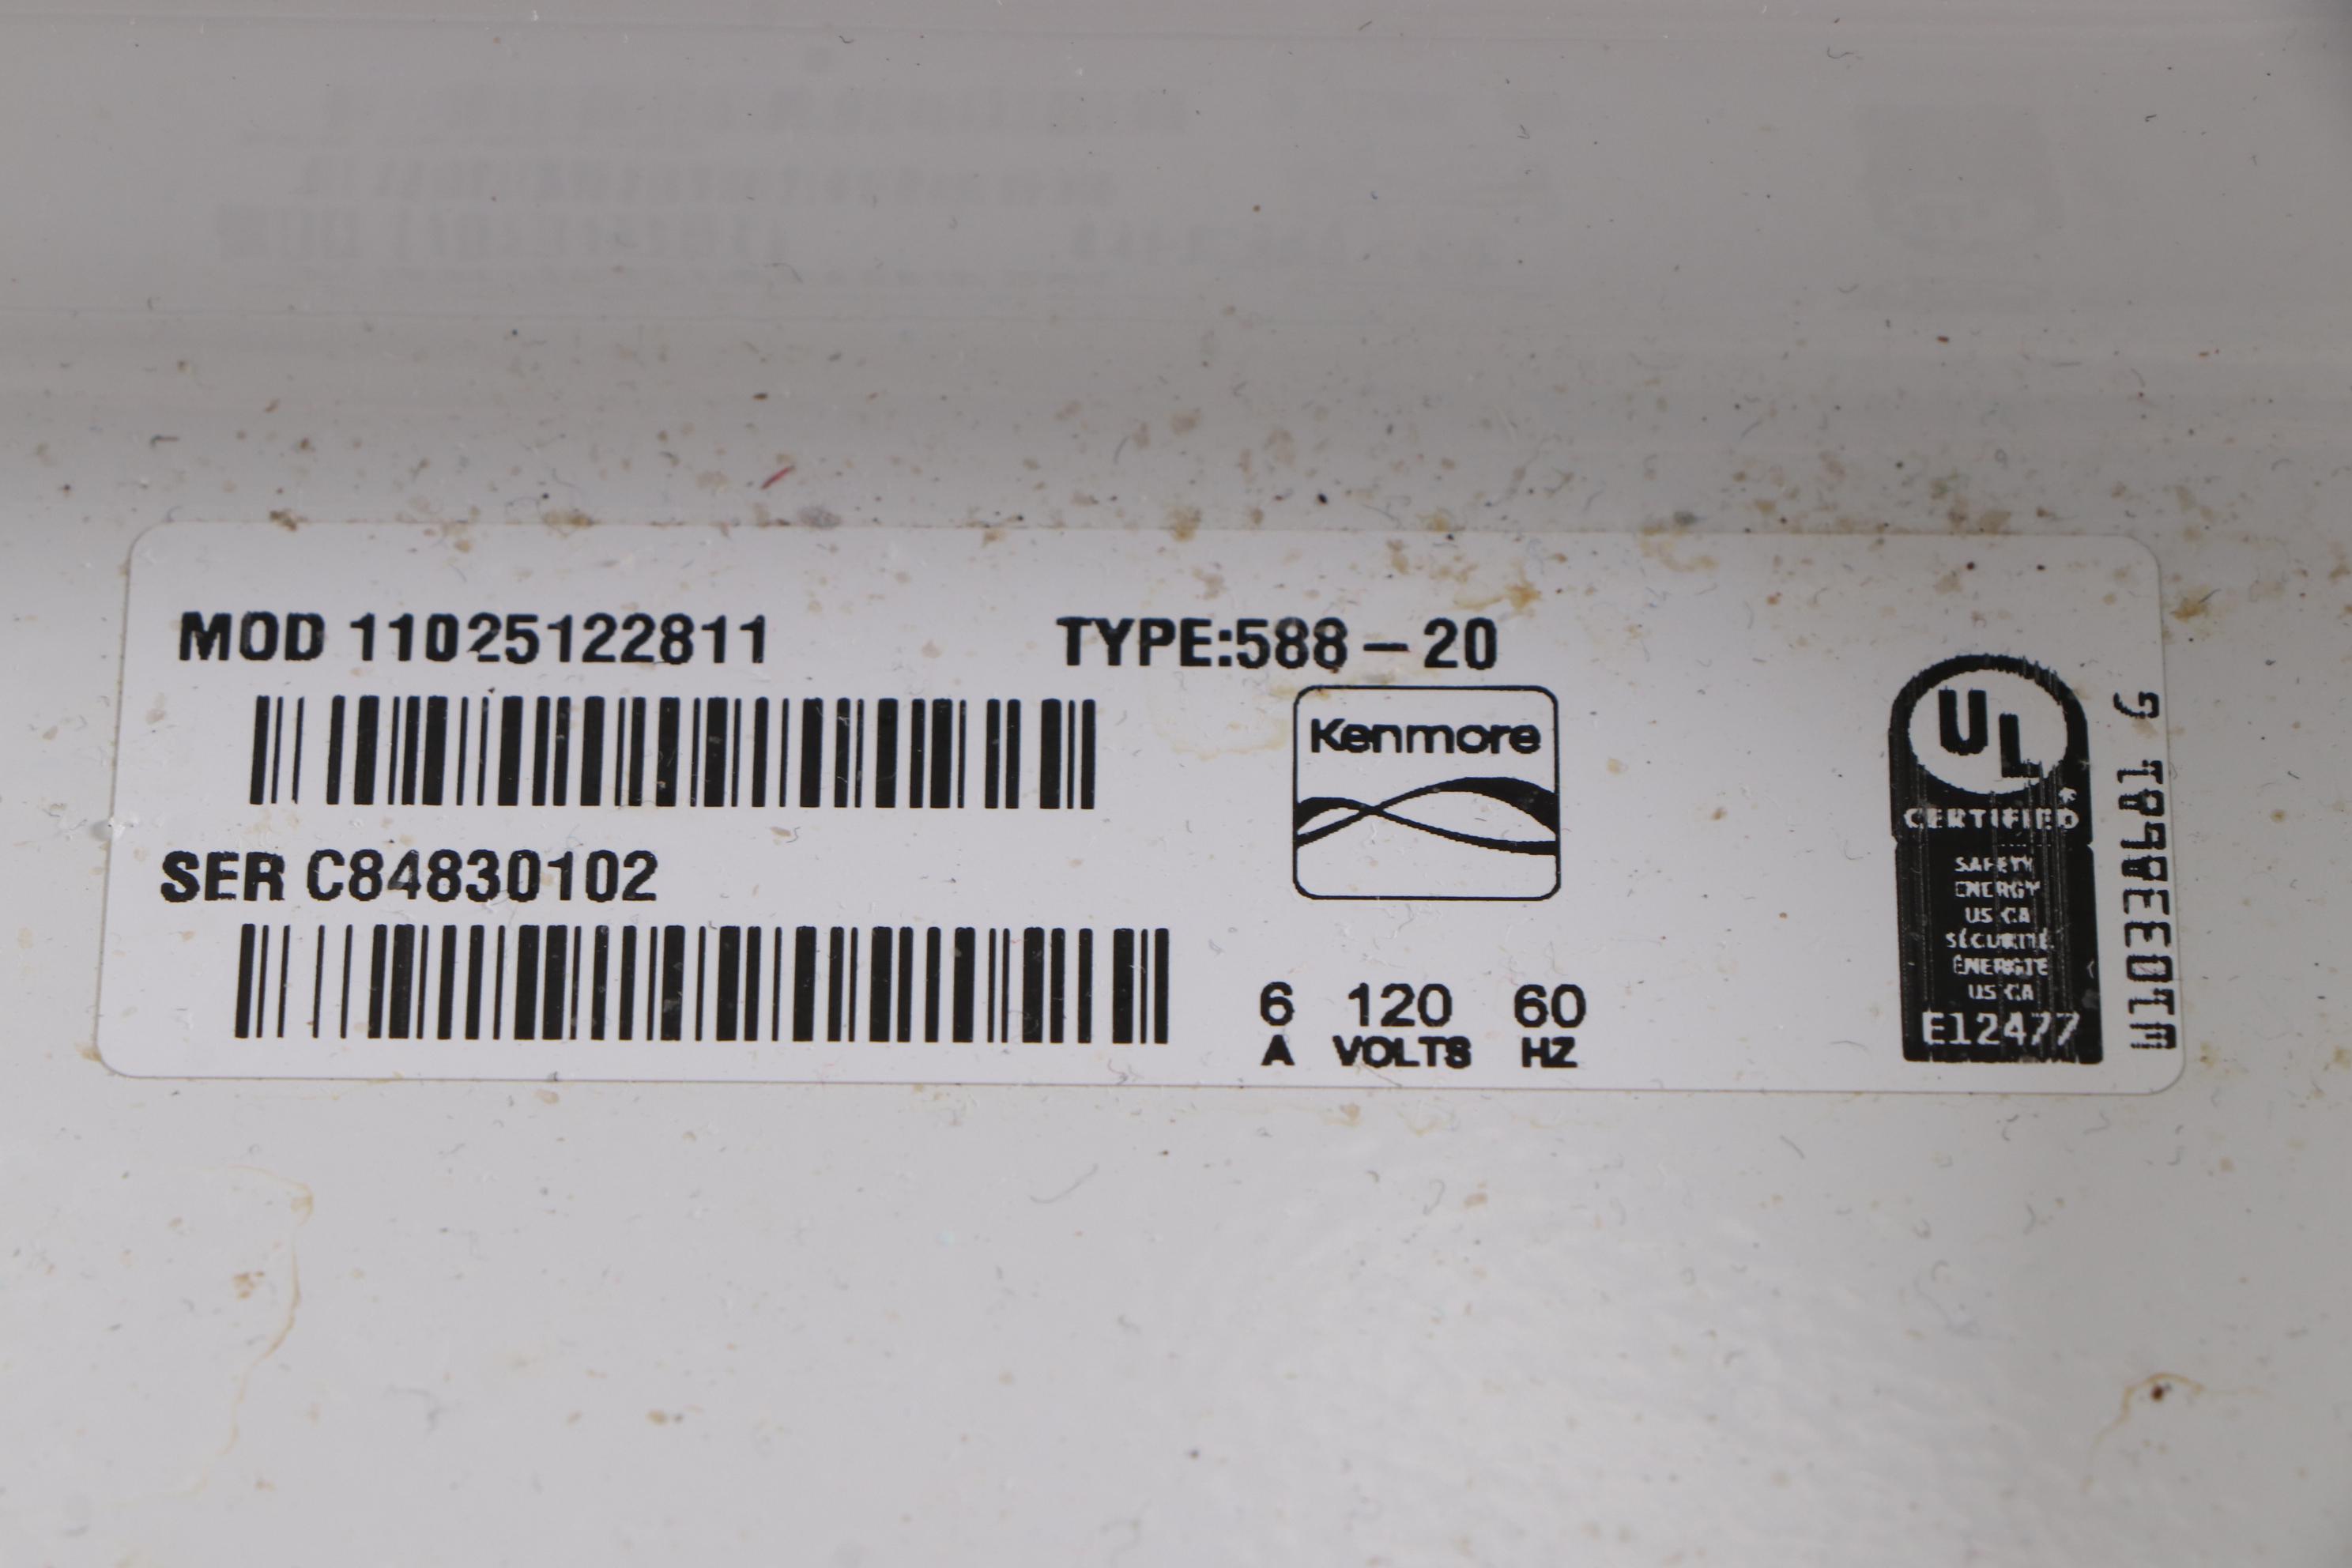 MOD 11025122811
TYPE:588-20
Kenmore
SER C84830102
6 120 60
A VOLTS HZ
UL
CERTIFIED
SAFETY
ENERGY
US CA
SÉCURITÉ
ÉNERGIE
US CA
E12477